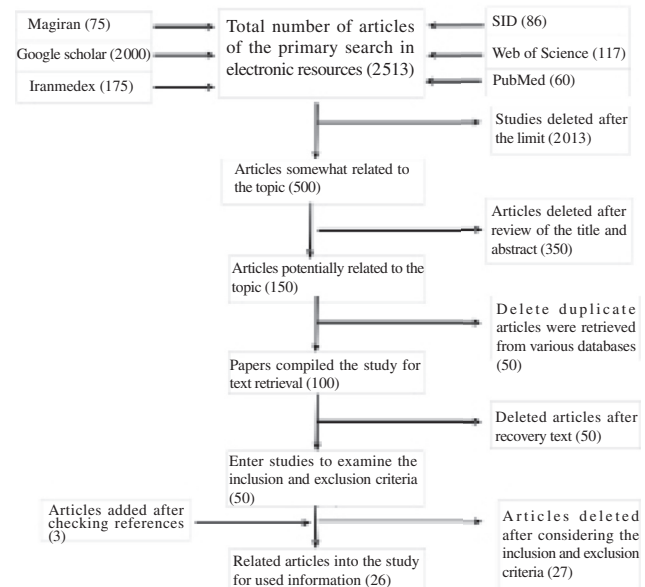 Magiran (75)
Google scholar (2000)
Iranmedex (175)
Total number of articles
of the primary search in
electronic resources (2513)
SID (86)
Web of Science (117)
PubMed (60)
Studies deleted after
the limit (2013)
Articles somewhat related to
the topic (500)
Articles deleted after
review of the title and
abstract (350)
Articles potentially related to the
topic (150)
Delete duplicate
articles were retrieved
from various databases
(50)
Papers compiled the study for
text retrieval (100)
Deleted articles after
recovery text (50)
Enter studies to examine the
inclusion and exclusion criteria
(50)
Articles added after
checking references
(3)
Articles deleted
after considering the
inclusion and exclusion
criteria (27)
Related articles into the study
for used information (26)